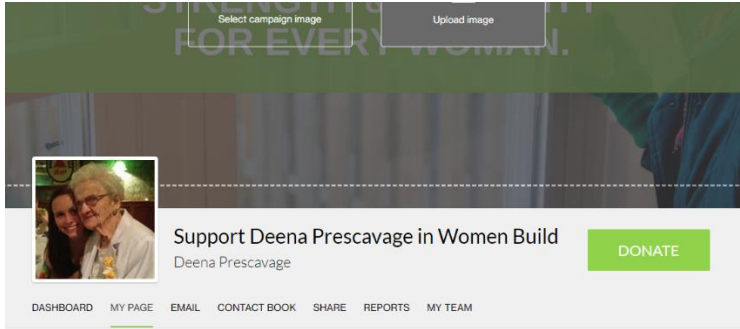 Select campaign image
Upload image
FOR EVERY WOMAN.
Support Deena Prescavage in Women Build
Deena Prescavage
DONATE
DASHBOARD MY PAGE EMAIL CONTACT BOOK SHARE REPORTS MY TEAM